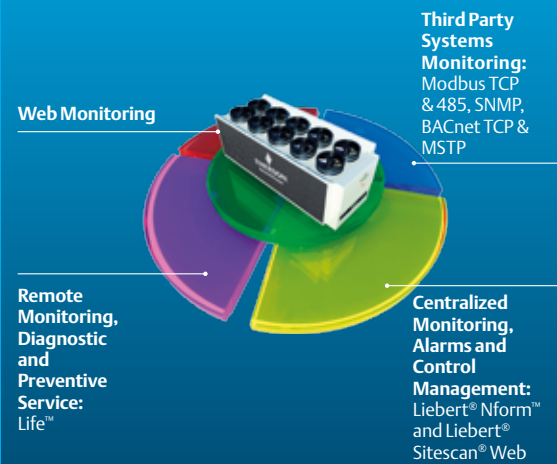 Third Party
Systems
Monitoring:
Modbus TCP
& 485, SNMP,
BACnet TCP &
MSTP
Web Monitoring
EMERSON
Remote
Monitoring,
Diagnostic
and
Preventive
Service:
Life™
Centralized
Monitoring,
Alarms and
Control
Management:
Liebert® Nform™
and Liebert®
Sitescan® Web